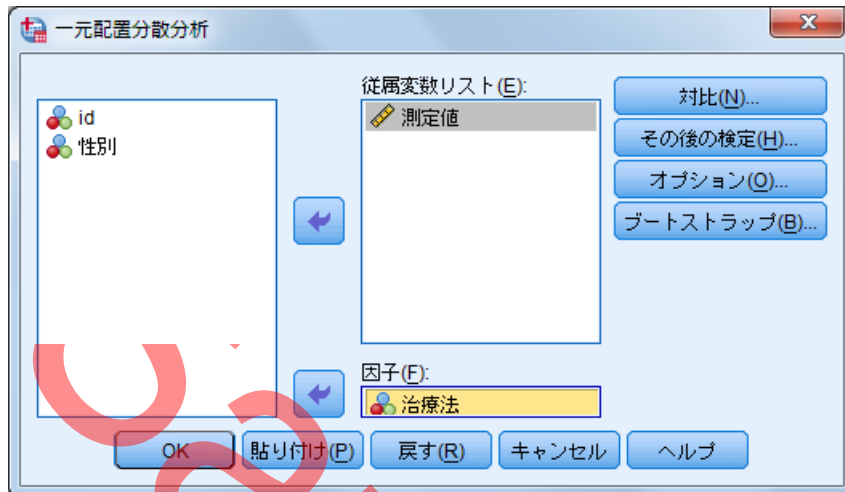 一元配置分散分析
id
性別
従属変数リスト(E):
測定値
因子(F):
治療法
対比(N)...
その後の検定(H)...
オプション(O)...
ブートストラップ(B)...
OK
貼り付け(P)
戻す(R)
キャンセル
ヘルプ